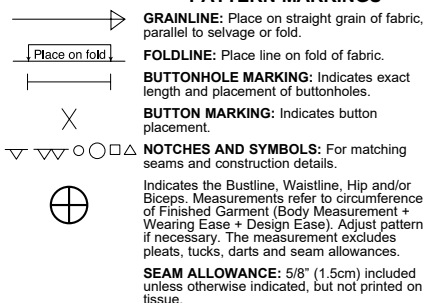 PATTERN MARKINGS
GRAINLINE: Place on straight grain of fabric,
parallel to selvage or fold.
Place on fold
FOLDLINE: Place line on fold of fabric.
BUTTONHOLE MARKING: Indicates exact
length and placement of buttonholes.
BUTTON MARKING: Indicates button
placement.
NOTCHES AND SYMBOLS: For matching
seams and construction details.
Indicates the Bustline, Waistline, Hip and/or
Biceps. Measurements refer to circumference
of Finished Garment (Body Measurement +
Wearing Ease + Design Ease). Adjust pattern
if necessary. The measurement excludes
pleats, tucks, darts and seam allowances.
SEAM ALLOWANCE: 5/8" (1.5cm) included
unless otherwise indicated, but not printed on
tissue.